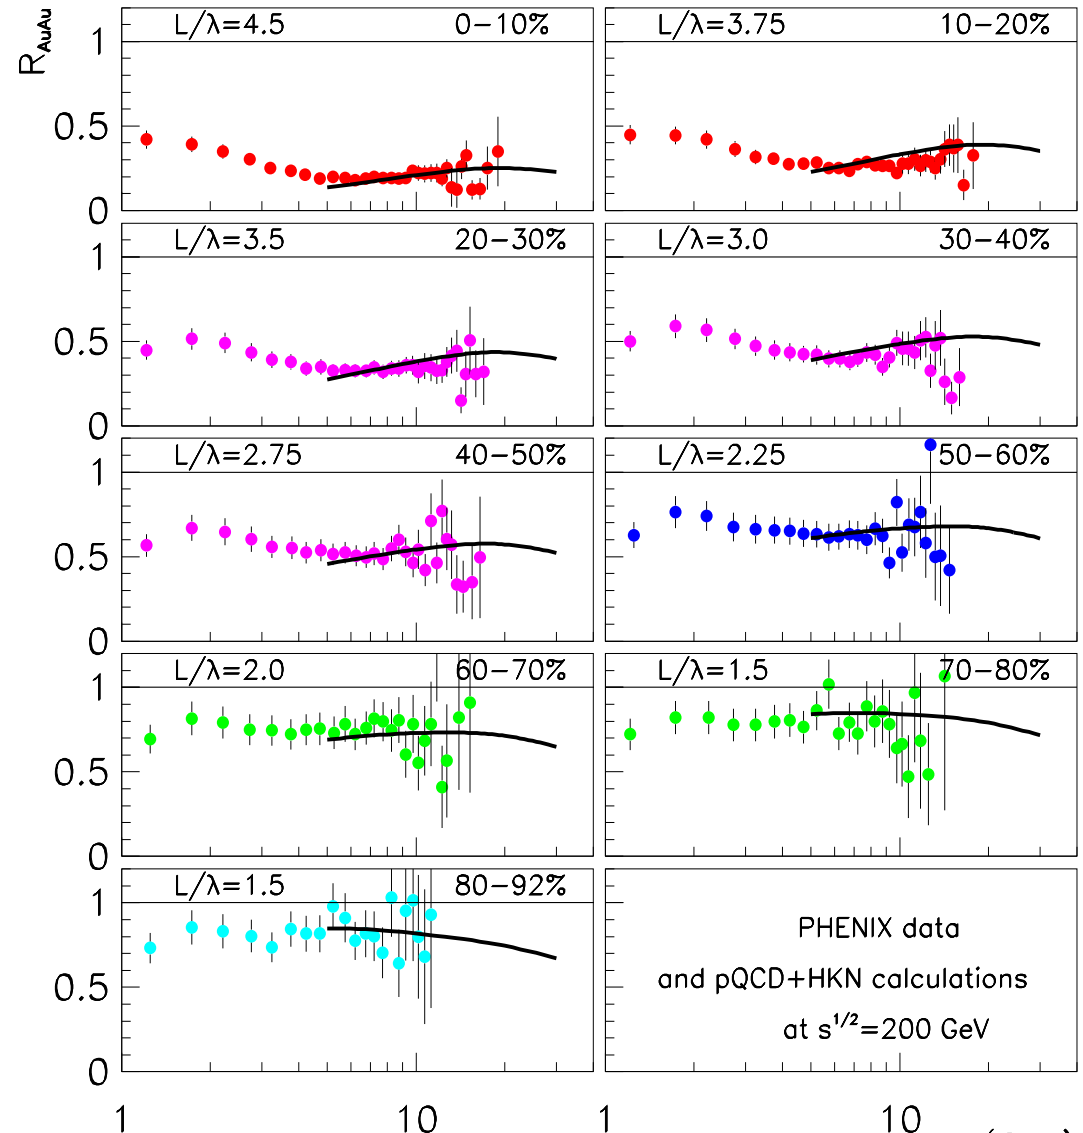 R_AuAu
L/λ=4.5 0−10%
L/λ=3.75 10−20%
1
0.5
0
L/λ=3.5 20−30%
L/λ=3.0 30−40%
1
0.5
0
L/λ=2.75 40−50%
L/λ=2.25 50−60%
1
0.5
0
L/λ=2.0 60−70%
L/λ=1.5 70−80%
1
0.5
0
L/λ=1.5 80−92%
1
0.5
0
PHENIX data
and pQCD+HKN calculations
at s^1/2=200 GeV
1 10 1 10